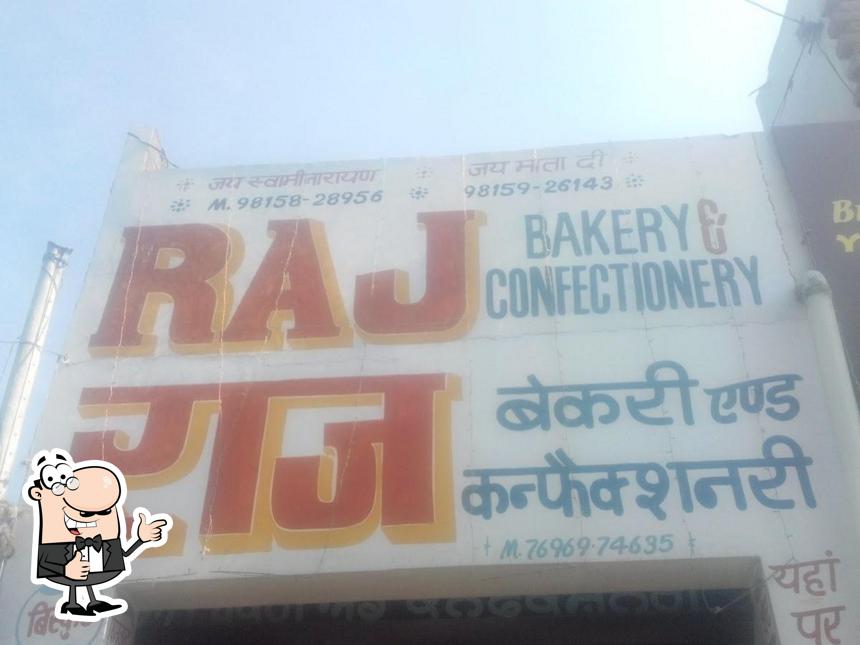 जय स्वामीनारायण जय माता दी
M. 98158-28956 98159-26143
RAJ BAKERY &
CONFECTIONERY
राज बेकरी एण्ड
कन्फैक्शनरी
M. 76969-74635
यहां
पर